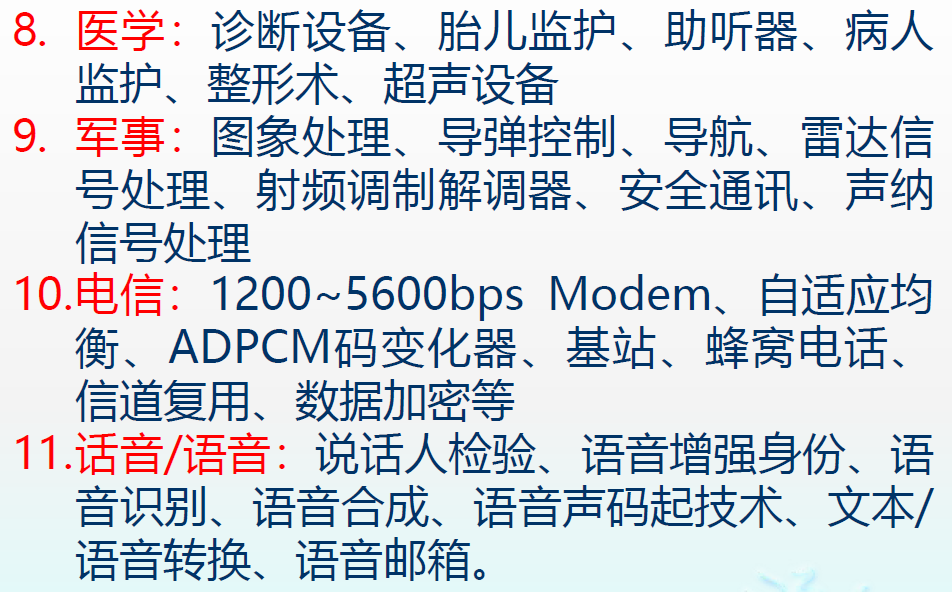 8. 医学：诊断设备、胎儿监护、助听器、病人
监护、整形术、超声设备
9. 军事：图象处理、导弹控制、导航、雷达信
号处理、射频调制解调器、安全通讯、声纳
信号处理
10.电信：1200~5600bps Modem、自适应均
衡、ADPCM码变化器、基站、蜂窝电话、
信道复用、数据加密等
11.话音/语音：说话人检验、语音增强身份、语
音识别、语音合成、语音声码起技术、文本/
语音转换、语音邮箱。